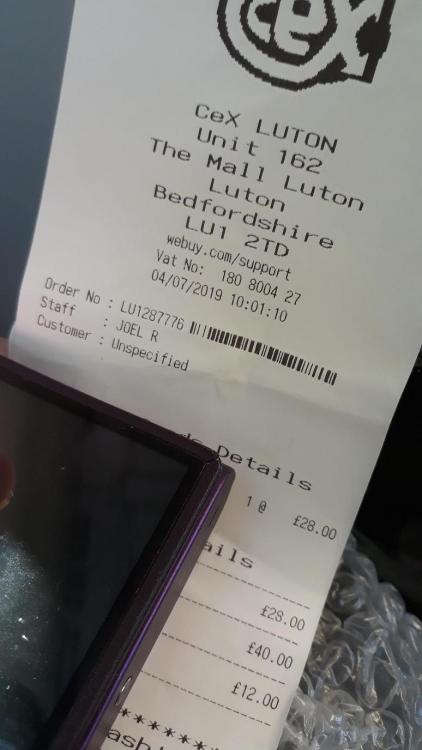 CeX
CeX LUTON
Unit 162
The Mall Luton
Luton
Bedfordshire
LU1 2TD
webuy.com/support
Vat No: 180 8004 27
04/07/2019 10:01:10
Order No : LU1287776
Staff : JOEL R
Customer : Unspecified
Details
1 @ £28.00
ails
£28.00
£40.00
£12.00
*******
ash